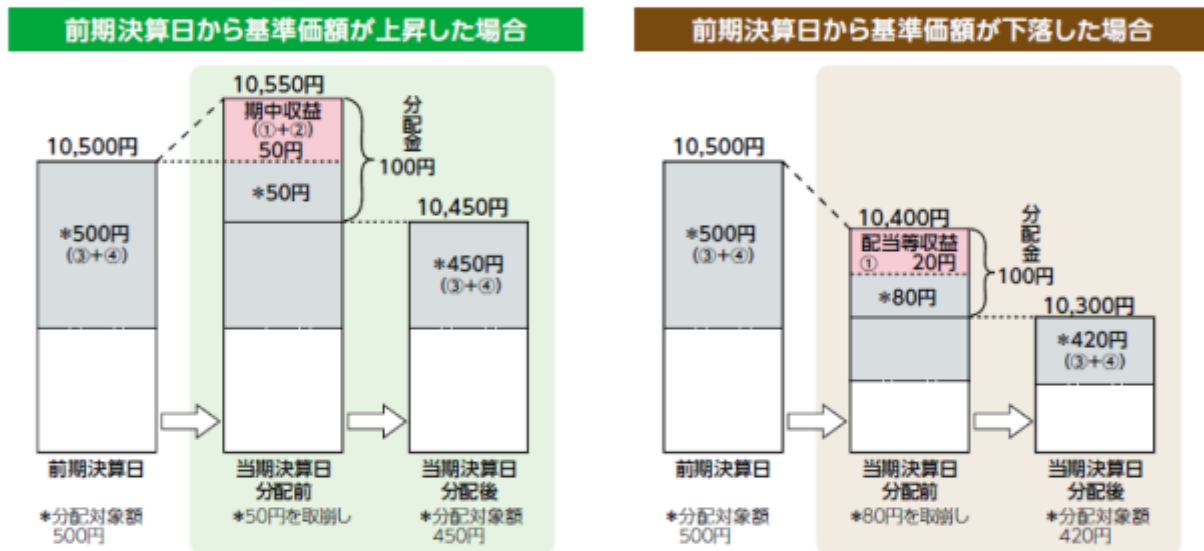 前期決算日から基準価額が上昇した場合
10,550円
期中収益
(①+②)
50円
分配金
100円
10,500円
*50円
10,450円
*500円
(③+④)
*450円
(③+④)
前期決算日
当期決算日
分配前
当期決算日
分配後
*分配対象額
500円
*50円を取崩し
*分配対象額
450円
前期決算日から基準価額が下落した場合
10,500円
10,400円
配当等収益
① 20円
分配金
100円
*500円
(③+④)
*80円
10,300円
*420円
(③+④)
前期決算日
当期決算日
分配前
当期決算日
分配後
*分配対象額
500円
*80円を取崩し
*分配対象額
420円